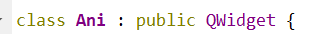 class Ani : public QWidget {